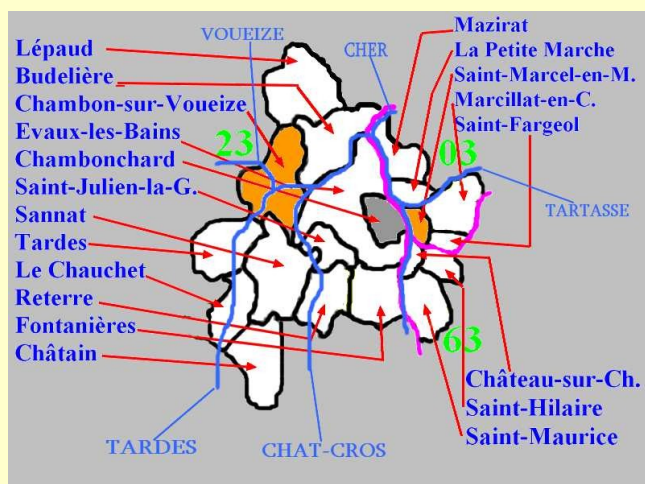 VOUEIZE
CHER
Lépaud
Budelière
Chambon-sur-Voueize
Evaux-les-Bains
Chambonchard
Saint-Julien-la-G.
Sannat
Tardes
Le Chauchet
Reterre
Fontanières
Châtain
Mazirat
La Petite Marche
Saint-Marcel-en-M.
Marcillat-en-C.
Saint-Fargeol
23
03
TARTASSE
63
Château-sur-Ch.
Saint-Hilaire
Saint-Maurice
TARDES
CHAT-CROS